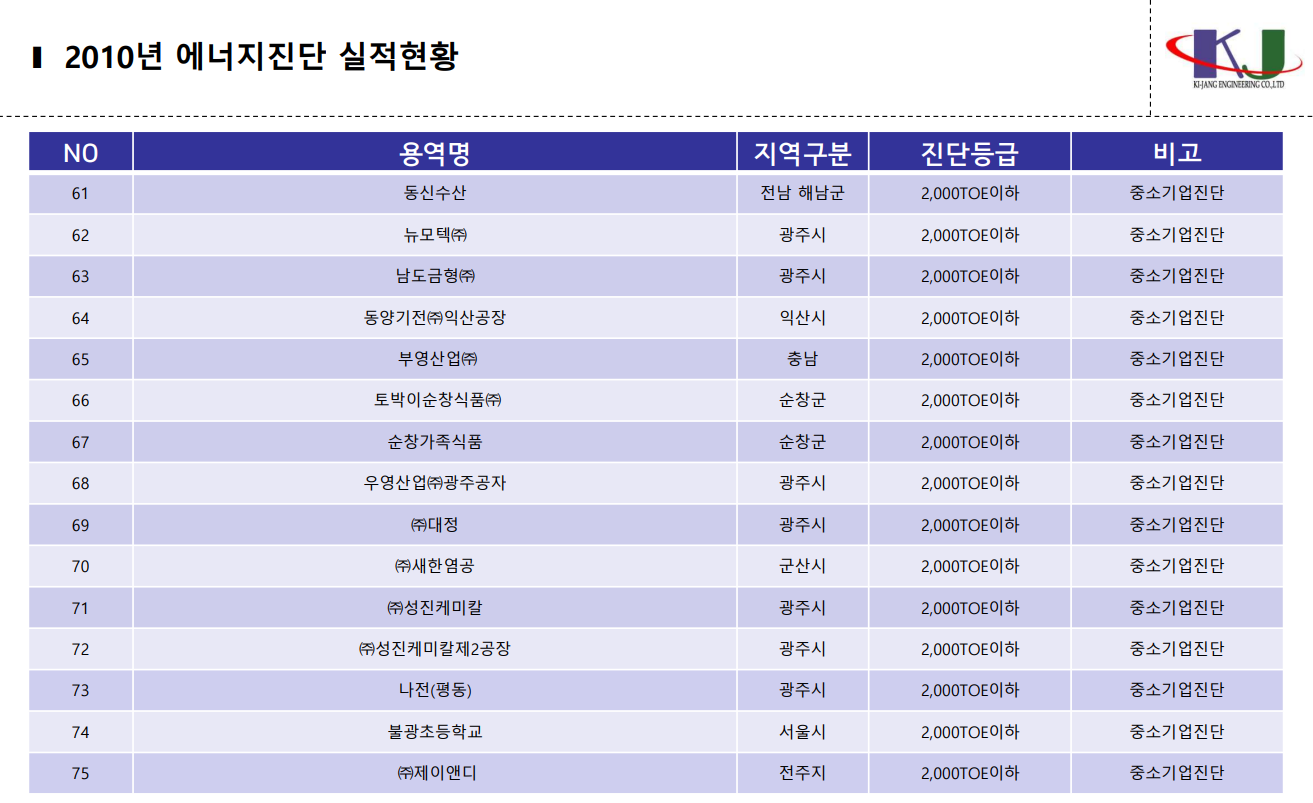 2010년 에너지진단 실적현황
KJ
KI-JANG ENGINEERING CO.,LTD
NO 용역명 지역구분 진단등급 비고
61 동신수산 전남 해남군 2,000TOE이하 중소기업진단
62 뉴모텍㈜ 광주시 2,000TOE이하 중소기업진단
63 남도금형㈜ 광주시 2,000TOE이하 중소기업진단
64 동양기전㈜익산공장 익산시 2,000TOE이하 중소기업진단
65 부영산업㈜ 충남 2,000TOE이하 중소기업진단
66 토박이순창식품㈜ 순창군 2,000TOE이하 중소기업진단
67 순창가족식품 순창군 2,000TOE이하 중소기업진단
68 우영산업㈜광주공자 광주시 2,000TOE이하 중소기업진단
69 ㈜대정 광주시 2,000TOE이하 중소기업진단
70 ㈜새한염공 군산시 2,000TOE이하 중소기업진단
71 ㈜성진케미칼 광주시 2,000TOE이하 중소기업진단
72 ㈜성진케미칼제2공장 광주시 2,000TOE이하 중소기업진단
73 나전(평동) 광주시 2,000TOE이하 중소기업진단
74 불광초등학교 서울시 2,000TOE이하 중소기업진단
75 ㈜제이앤디 전주지 2,000TOE이하 중소기업진단